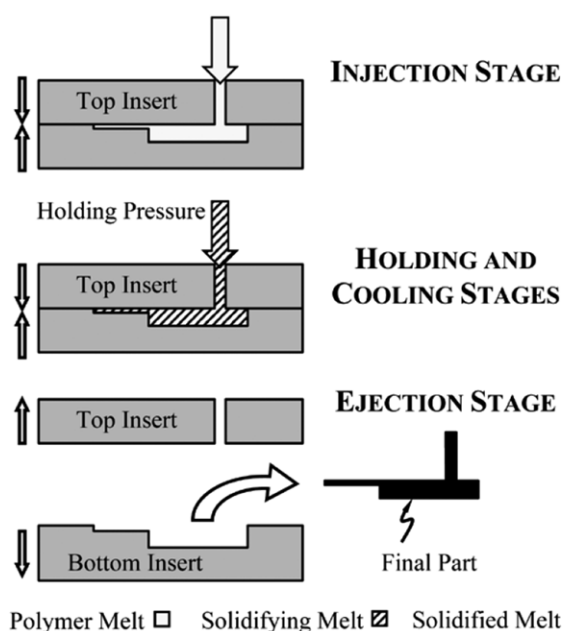 INJECTION STAGE
Top Insert
Holding Pressure
HOLDING AND
COOLING STAGES
Top Insert
EJECTION STAGE
Top Insert
Bottom Insert
Final Part
Polymer Melt Solidifying Melt Solidified Melt